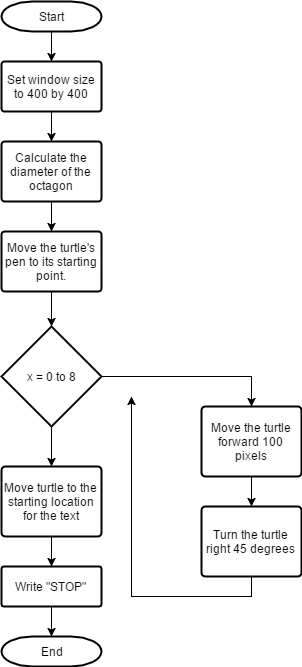 Start
Set window size
to 400 by 400
Calculate the
diameter of the
octagon
Move the turtle's
pen to its starting
point.
x = 0 to 8
Move the turtle
forward 100
pixels
Turn the turtle
right 45 degrees
Move turtle to the
starting location
for the text
Write "STOP"
End